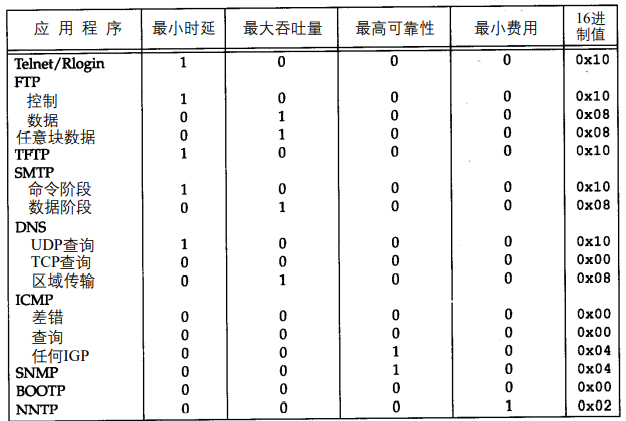 应用程序 最小时延 最大吞吐量 最高可靠性 最小费用 16进制值
Telnet/Rlogin 1 0 0 0 0x10
FTP
控制 1 0 0 0 0x10
数据 0 1 0 0 0x08
任意块数据 0 1 0 0 0x08
TFTP 1 0 0 0 0x10
SMTP
命令阶段 1 0 0 0 0x10
数据阶段 0 1 0 0 0x08
DNS
UDP查询 1 0 0 0 0x10
TCP查询 0 0 0 0 0x00
区域传输 0 1 0 0 0x08
ICMP
差错 0 0 0 0 0x00
查询 0 0 0 0 0x00
任何IGP 0 0 1 0 0x04
SNMP 0 0 1 0 0x04
BOOTP 0 0 0 0 0x00
NNTP 0 0 0 1 0x02